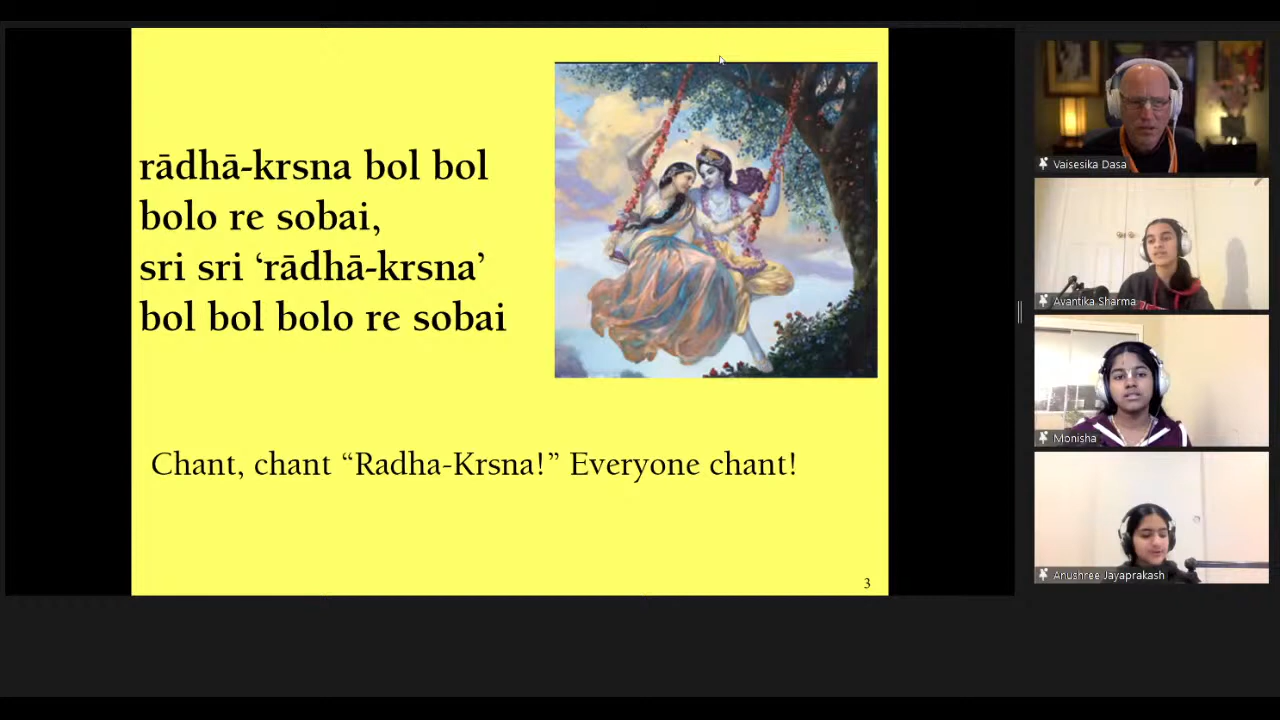 rādhā-krsna bol bol
bolo re sobai,
sri sri ‘rādhā-krsna’
bol bol bolo re sobai
Chant, chant “Radha-Krsna!” Everyone chant!
3
Vaisesika Dasa
Avantika Sharma
Monisha
Anushree Jayaprakash